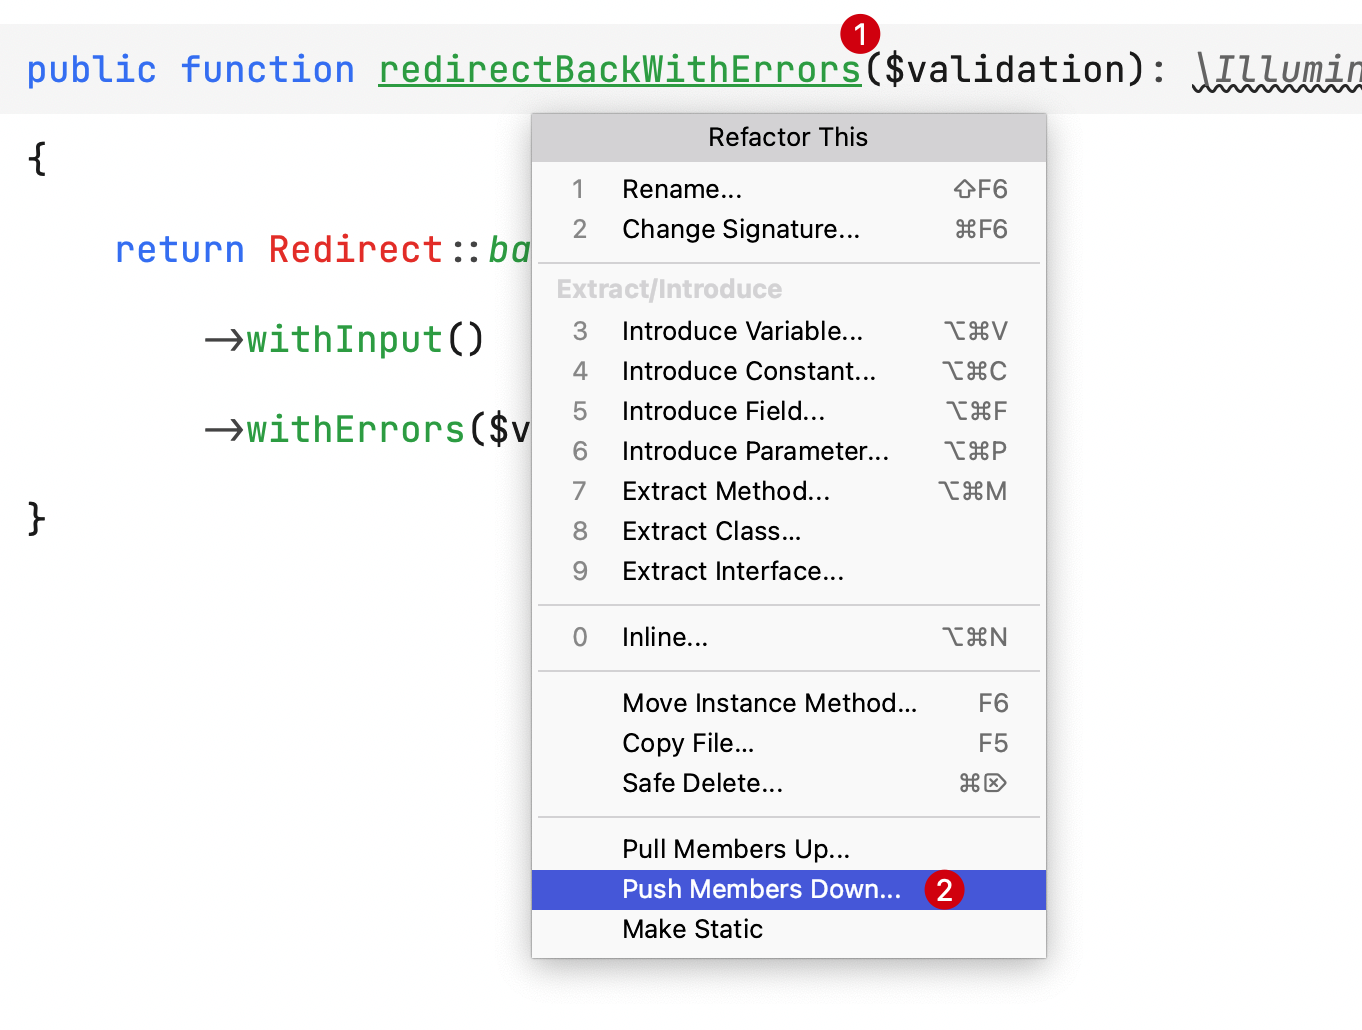 1
public function redirectBackWithErrors($validation): \Illumin
{
return Redirect::ba
->withInput()
->withErrors($v
}
Refactor This
1 Rename... ⇧F6
2 Change Signature... ⌘F6
Extract/Introduce
3 Introduce Variable... ⌥⌘V
4 Introduce Constant... ⌥⌘C
5 Introduce Field... ⌥⌘F
6 Introduce Parameter... ⌥⌘P
7 Extract Method... ⌥⌘M
8 Extract Class...
9 Extract Interface...
0 Inline... ⌥⌘N
Move Instance Method... F6
Copy File... F5
Safe Delete... ⌘⌦
Pull Members Up...
Push Members Down... 2
Make Static